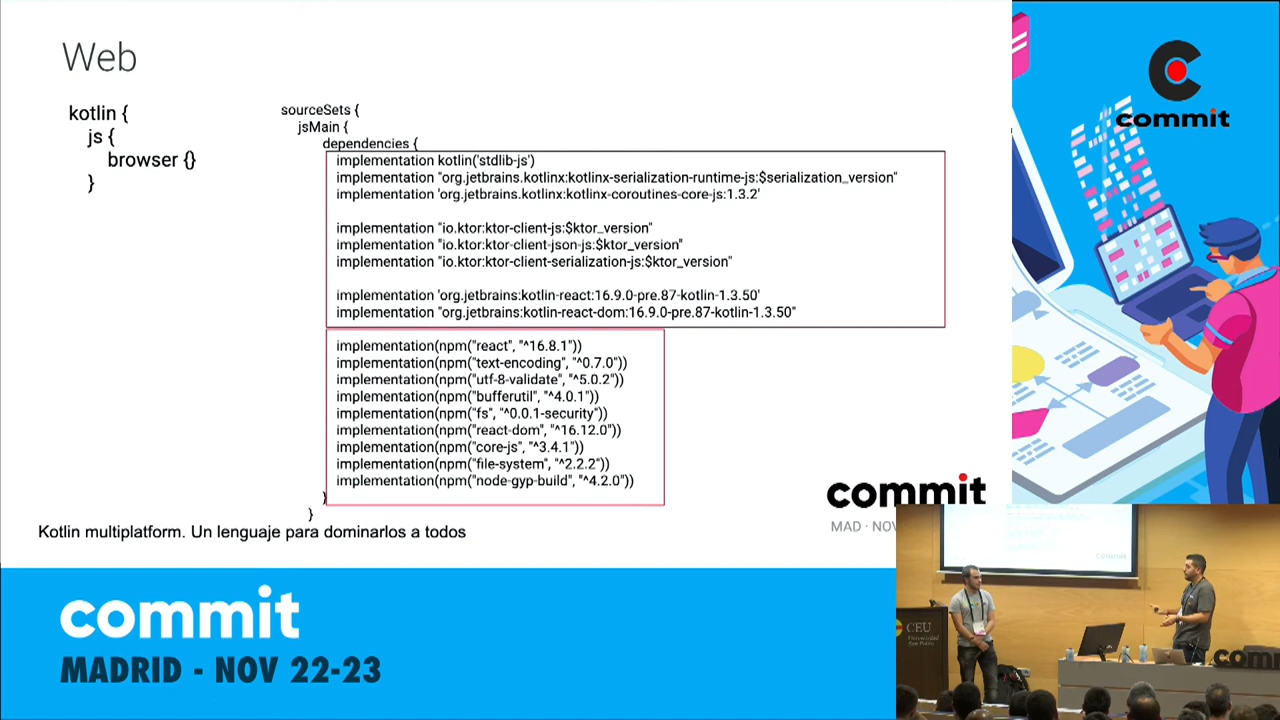 Web
kotlin {
js {
browser {}
}
sourceSets {
jsMain {
dependencies {
implementation kotlin('stdlib-js')
implementation "org.jetbrains.kotlinx:kotlinx-serialization-runtime-js:$serialization_version"
implementation 'org.jetbrains.kotlinx:kotlinx-coroutines-core-js:1.3.2'
implementation "io.ktor:ktor-client-js:$ktor_version"
implementation "io.ktor:ktor-client-json-js:$ktor_version"
implementation "io.ktor:ktor-client-serialization-js:$ktor_version"
implementation 'org.jetbrains:kotlin-react:16.9.0-pre.87-kotlin-1.3.50'
implementation "org.jetbrains:kotlin-react-dom:16.9.0-pre.87-kotlin-1.3.50"
implementation(npm("react", "^16.8.1"))
implementation(npm("text-encoding", "^0.7.0"))
implementation(npm("utf-8-validate", "^5.0.2"))
implementation(npm("bufferutil", "^4.0.1"))
implementation(npm("fs", "^0.0.1-security"))
implementation(npm("react-dom", "^16.12.0"))
implementation(npm("core-js", "^3.4.1"))
implementation(npm("file-system", "^2.2.2"))
implementation(npm("node-gyp-build", "^4.2.0"))
}
}
Kotlin multiplatform. Un lenguaje para dominarlos a todos
commit
MAD · NOV
commit
commit
MADRID - NOV 22-23
CEU
Universidad
San Pablo
com